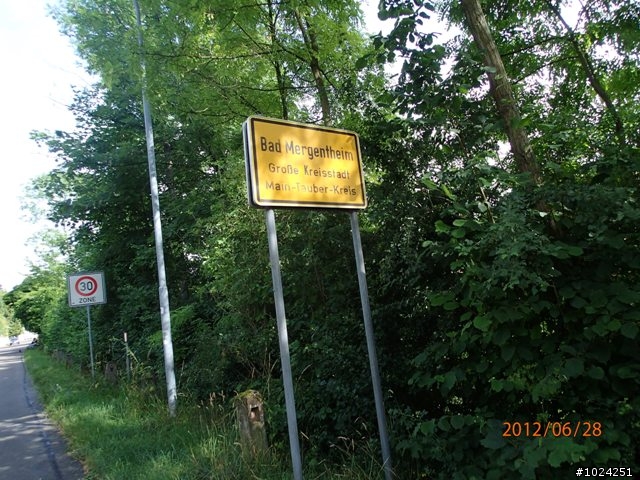 Bad Mergentheim
Große Kreisstadt
Main-Tauber-Kreis
30
ZONE
2012/06/28
#1024251